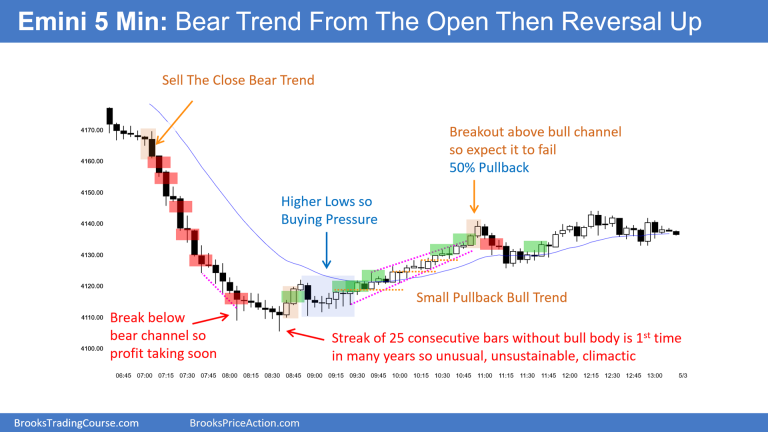 Emini 5 Min: Bear Trend From The Open Then Reversal Up
Sell The Close Bear Trend
4170.00
4160.00
4150.00
4140.00
4130.00
4120.00
4110.00
4100.00
Breakout above bull channel
so expect it to fail
50% Pullback
Higher Lows so
Buying Pressure
Small Pullback Bull Trend
Break below
bear channel so
profit taking soon
Streak of 25 consecutive bars without bull body is 1st time
in many years so unusual, unsustainable, climactic
06:45 07:00 07:15 07:30 07:45 08:00 08:15 08:30 08:45 09:00 09:15 09:30 09:45 10:00 10:15 10:30 10:45 11:00 11:15 11:30 11:45 12:00 12:15 12:30 12:45 13:00 5/3
BrooksTradingCourse.com BrooksPriceAction.com